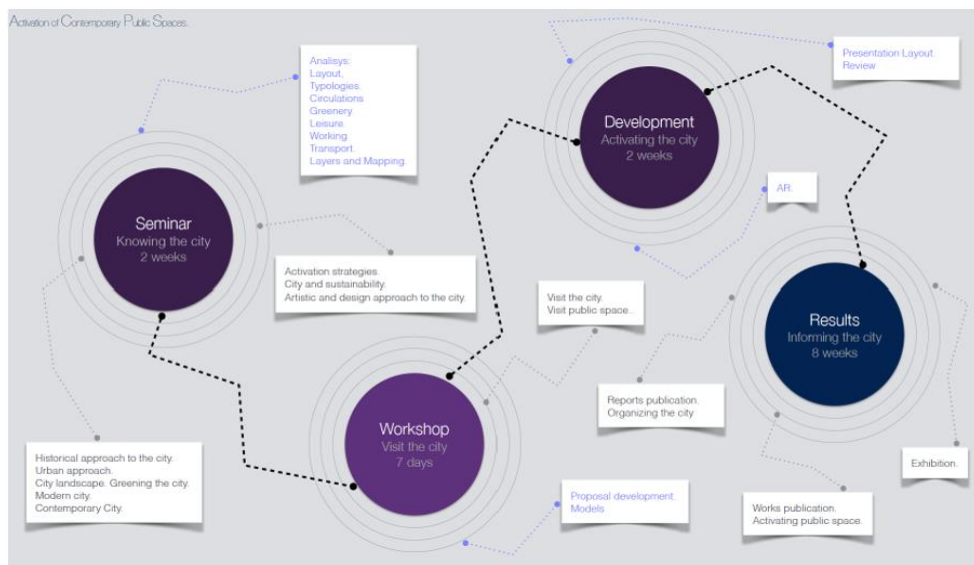 Activation of Contemporary Public Spaces.
Analisys:
Layout,
Typologies.
Circulations
Greenery.
Leisure.
Working
Transport.
Layers and Mapping.
Presentation Layout.
Review
Development
Activating the city
2 weeks
AR.
Seminar
Knowing the city
2 weeks
Activation strategies.
City and sustainability.
Artistic and design approach to the city.
Visit the city.
Visit public space.
Results
Informing the city
8 weeks
Reports publication.
Organizing the city
Workshop
Visit the city
7 days
Historical approach to the city.
Urban approach.
City landscape. Greening the city.
Modern city.
Contemporary City.
Exhibition.
Proposal development.
Models
Works publication.
Activating public space.